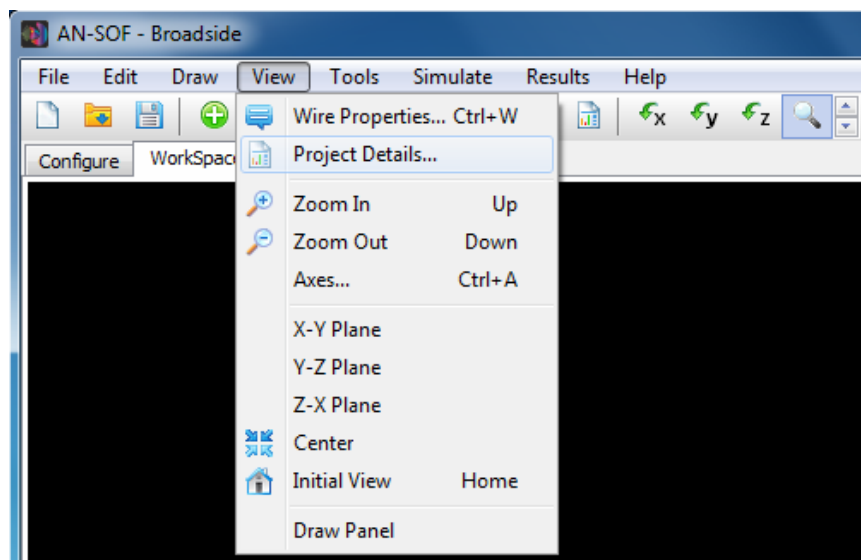 AN-SOF - Broadside
File Edit Draw View Tools Simulate Results Help
x y z
Configure WorkSpac
Wire Properties... Ctrl+W
Project Details...
Zoom In Up
Zoom Out Down
Axes... Ctrl+A
X-Y Plane
Y-Z Plane
Z-X Plane
Center
Initial View Home
Draw Panel